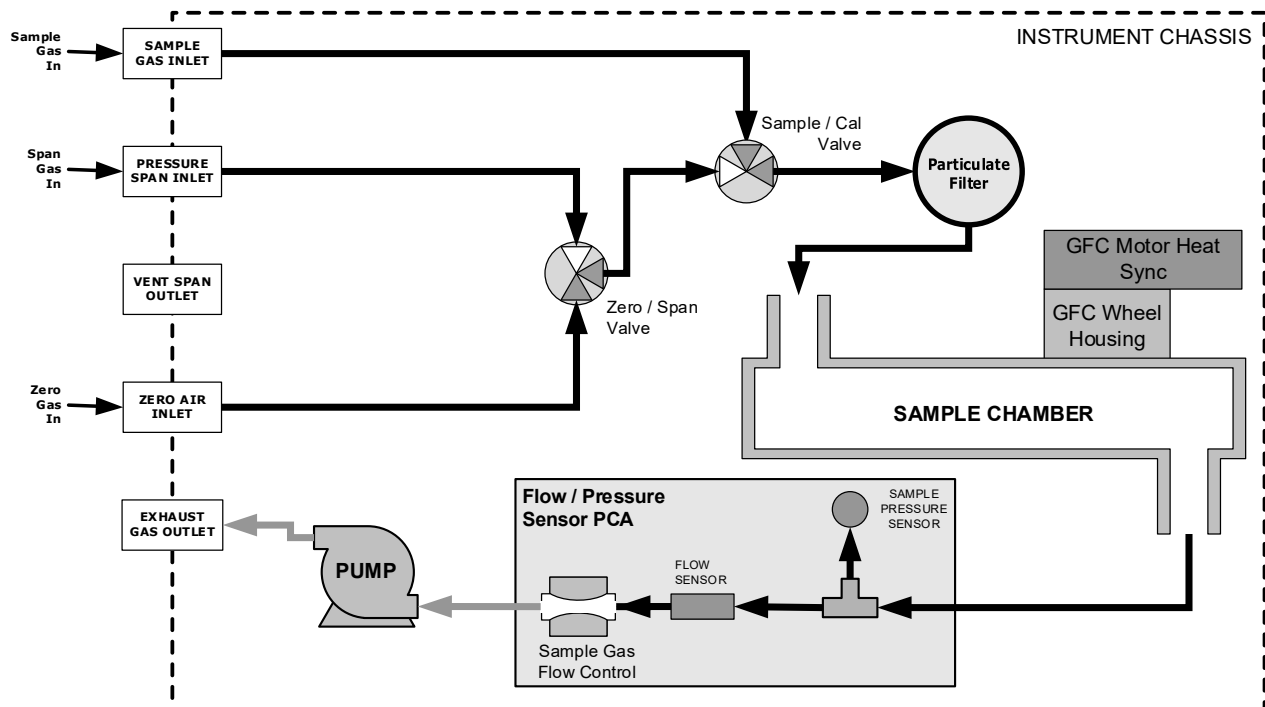 INSTRUMENT CHASSIS
Sample
Gas
In
SAMPLE
GAS INLET
Sample / Cal
Valve
Span
Gas
In
PRESSURE
SPAN INLET
Particulate
Filter
GFC Motor Heat
Sync
VENT SPAN
OUTLET
Zero / Span
Valve
GFC Wheel
Housing
Zero
Gas
In
ZERO AIR
INLET
SAMPLE CHAMBER
Flow / Pressure
Sensor PCA
SAMPLE
PRESSURE
SENSOR
EXHAUST
GAS OUTLET
PUMP
FLOW
SENSOR
Sample Gas
Flow Control